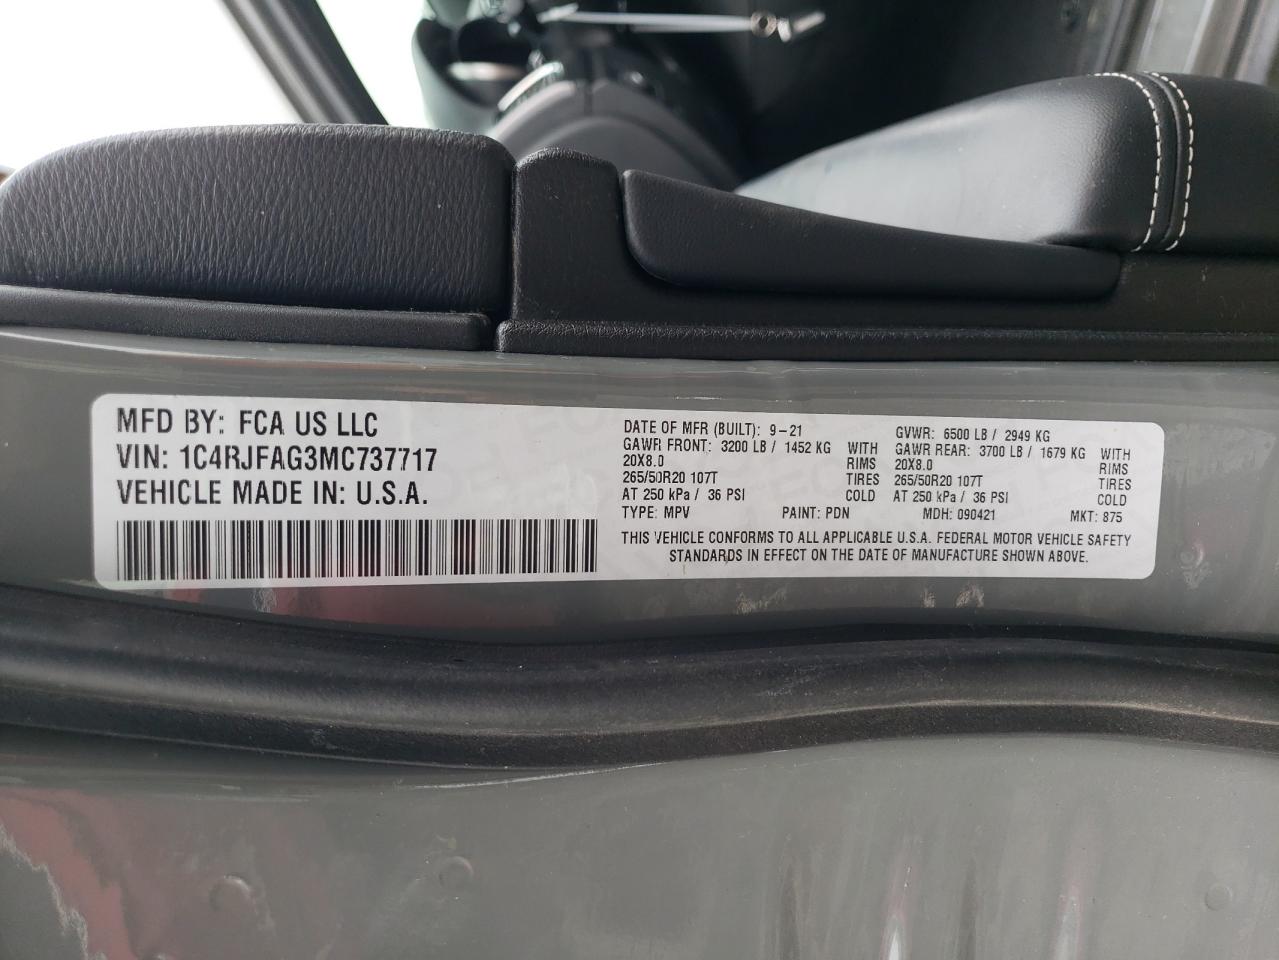 MFD BY: FCA US LLC
VIN: 1C4RJFAG3MC737717
VEHICLE MADE IN: U.S.A.
DATE OF MFR (BUILT): 9-21
GAWR FRONT: 3200 LB / 1452 KG WITH
20X8.0 RIMS
265/50R20 107T TIRES
AT 250 kPa / 36 PSI COLD
GVWR: 6500 LB / 2949 KG
GAWR REAR: 3700 LB / 1679 KG WITH
20X8.0 RIMS
265/50R20 107T TIRES
AT 250 kPa / 36 PSI COLD
TYPE: MPV PAINT: PDN MDH: 090421 MKT: 875
THIS VEHICLE CONFORMS TO ALL APPLICABLE U.S.A. FEDERAL MOTOR VEHICLE SAFETY
STANDARDS IN EFFECT ON THE DATE OF MANUFACTURE SHOWN ABOVE.